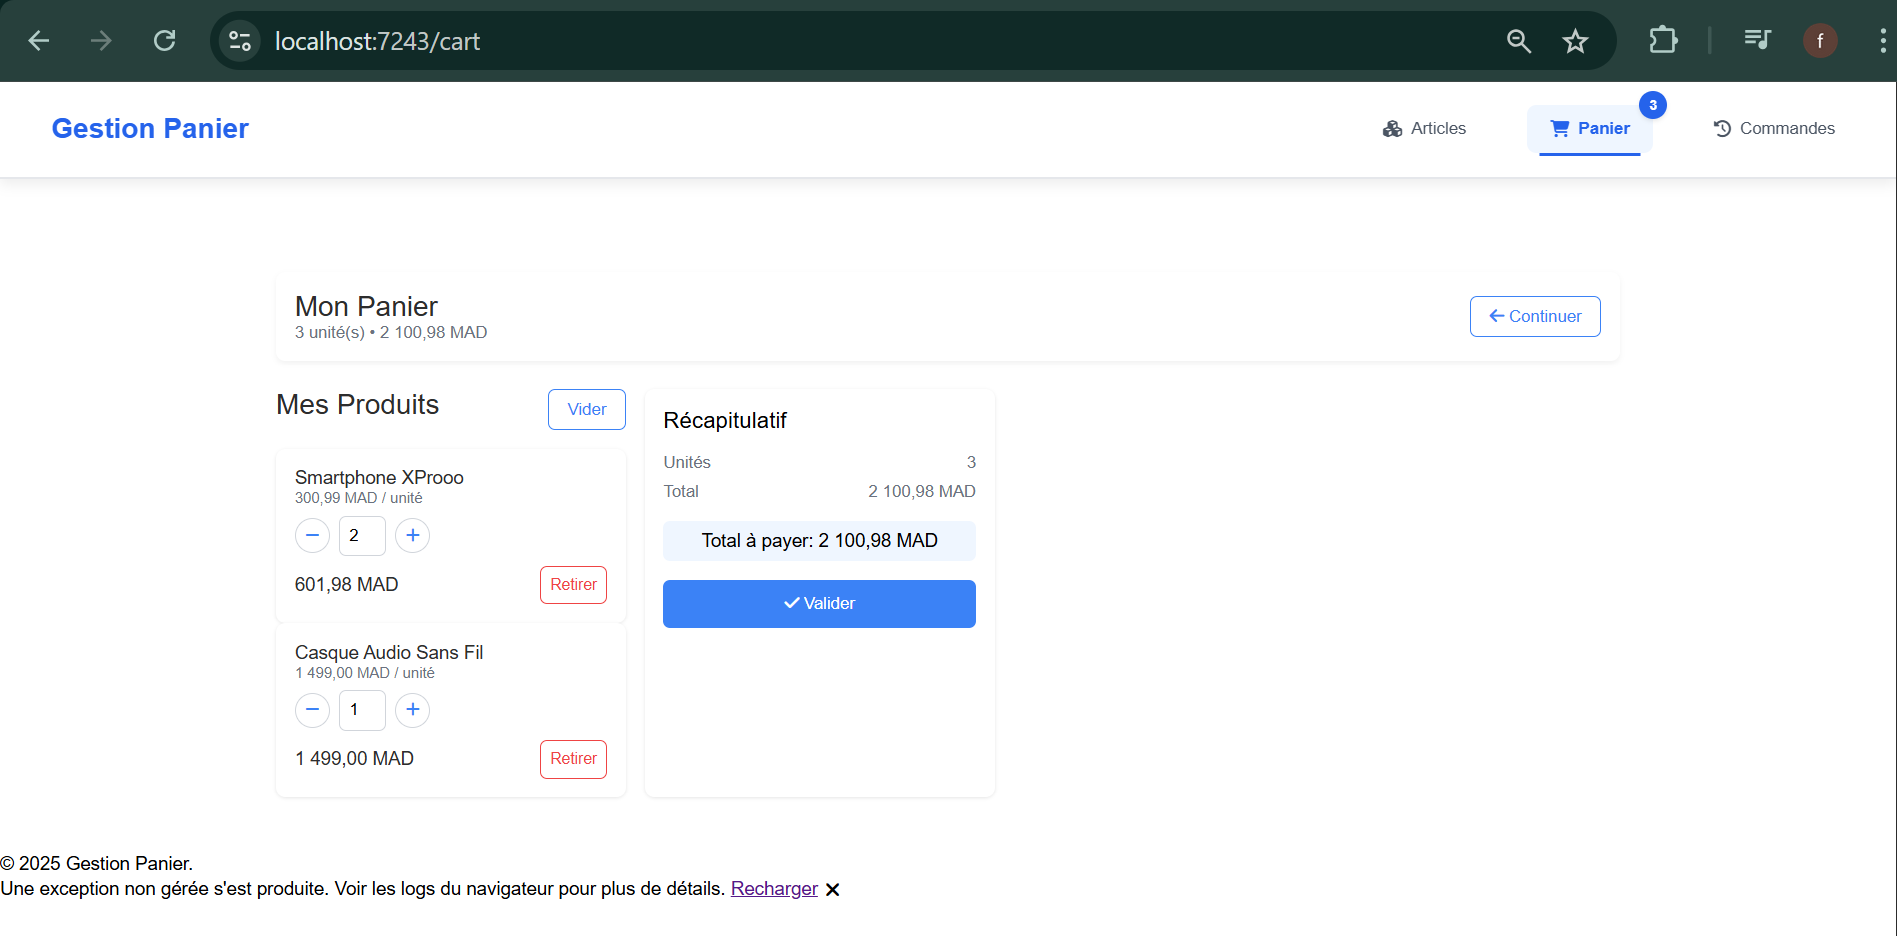 localhost:7243/cart
f
Gestion Panier
Articles
Panier
3
Commandes
Mon Panier
3 unité(s) • 2 100,98 MAD
Continuer
Mes Produits
Vider
Smartphone XProoo
300,99 MAD / unité
2
601,98 MAD
Retirer
Casque Audio Sans Fil
1 499,00 MAD / unité
1
1 499,00 MAD
Retirer
Récapitulatif
Unités 3
Total 2 100,98 MAD
Total à payer: 2 100,98 MAD
Valider
© 2025 Gestion Panier.
Une exception non gérée s'est produite. Voir les logs du navigateur pour plus de détails. Recharger